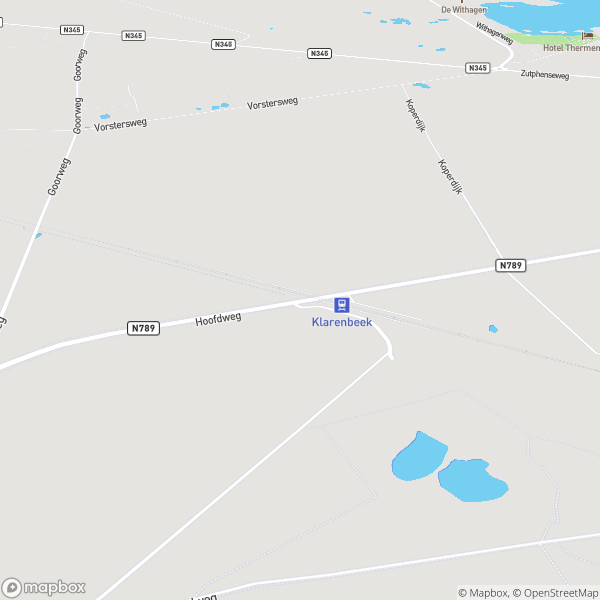 De Withagen
Withagenweg
Hotel Thermen
N345
N345
N345
N345
N345
Zutphenseweg
Goorweg
Goorweg
Goorweg
Vorstersweg
Vorstersweg
Koperdijk
Koperdijk
N789
Klarenbeek
Hoofdweg
N789
mapbox
© Mapbox, © OpenStreetMap